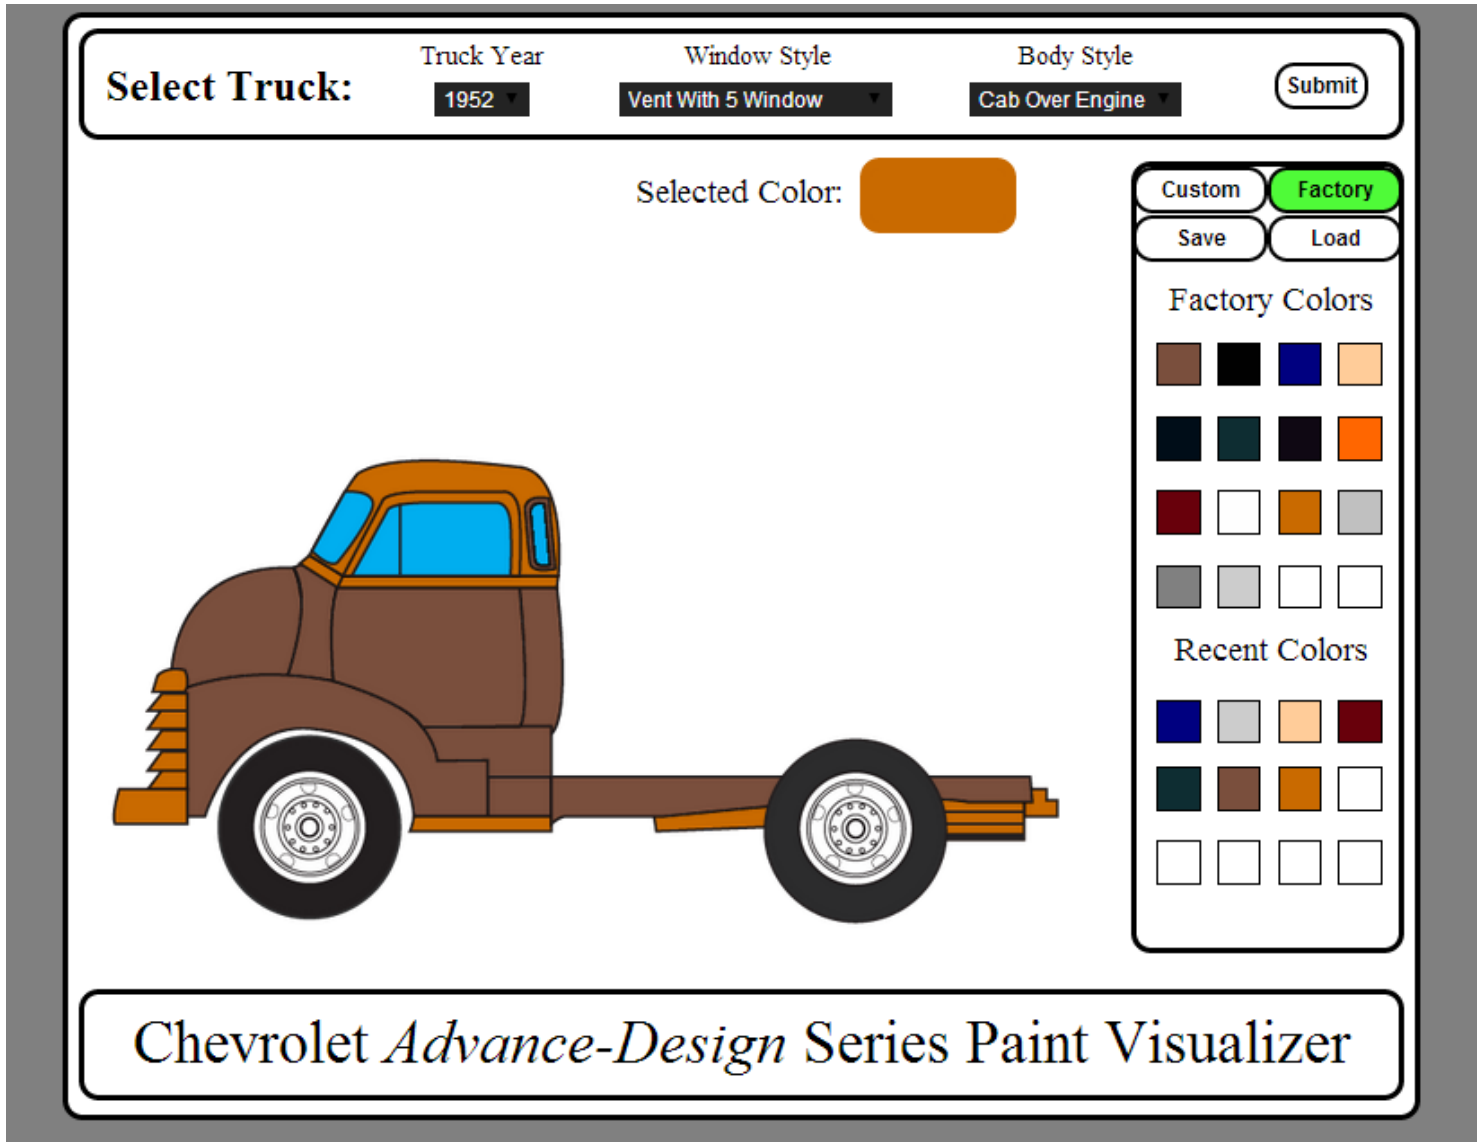 Select Truck:
Truck Year
1952
Window Style
Vent With 5 Window
Body Style
Cab Over Engine
Submit
Selected Color:
Custom
Factory
Save
Load
Factory Colors
Recent Colors
Chevrolet Advance-Design Series Paint Visualizer